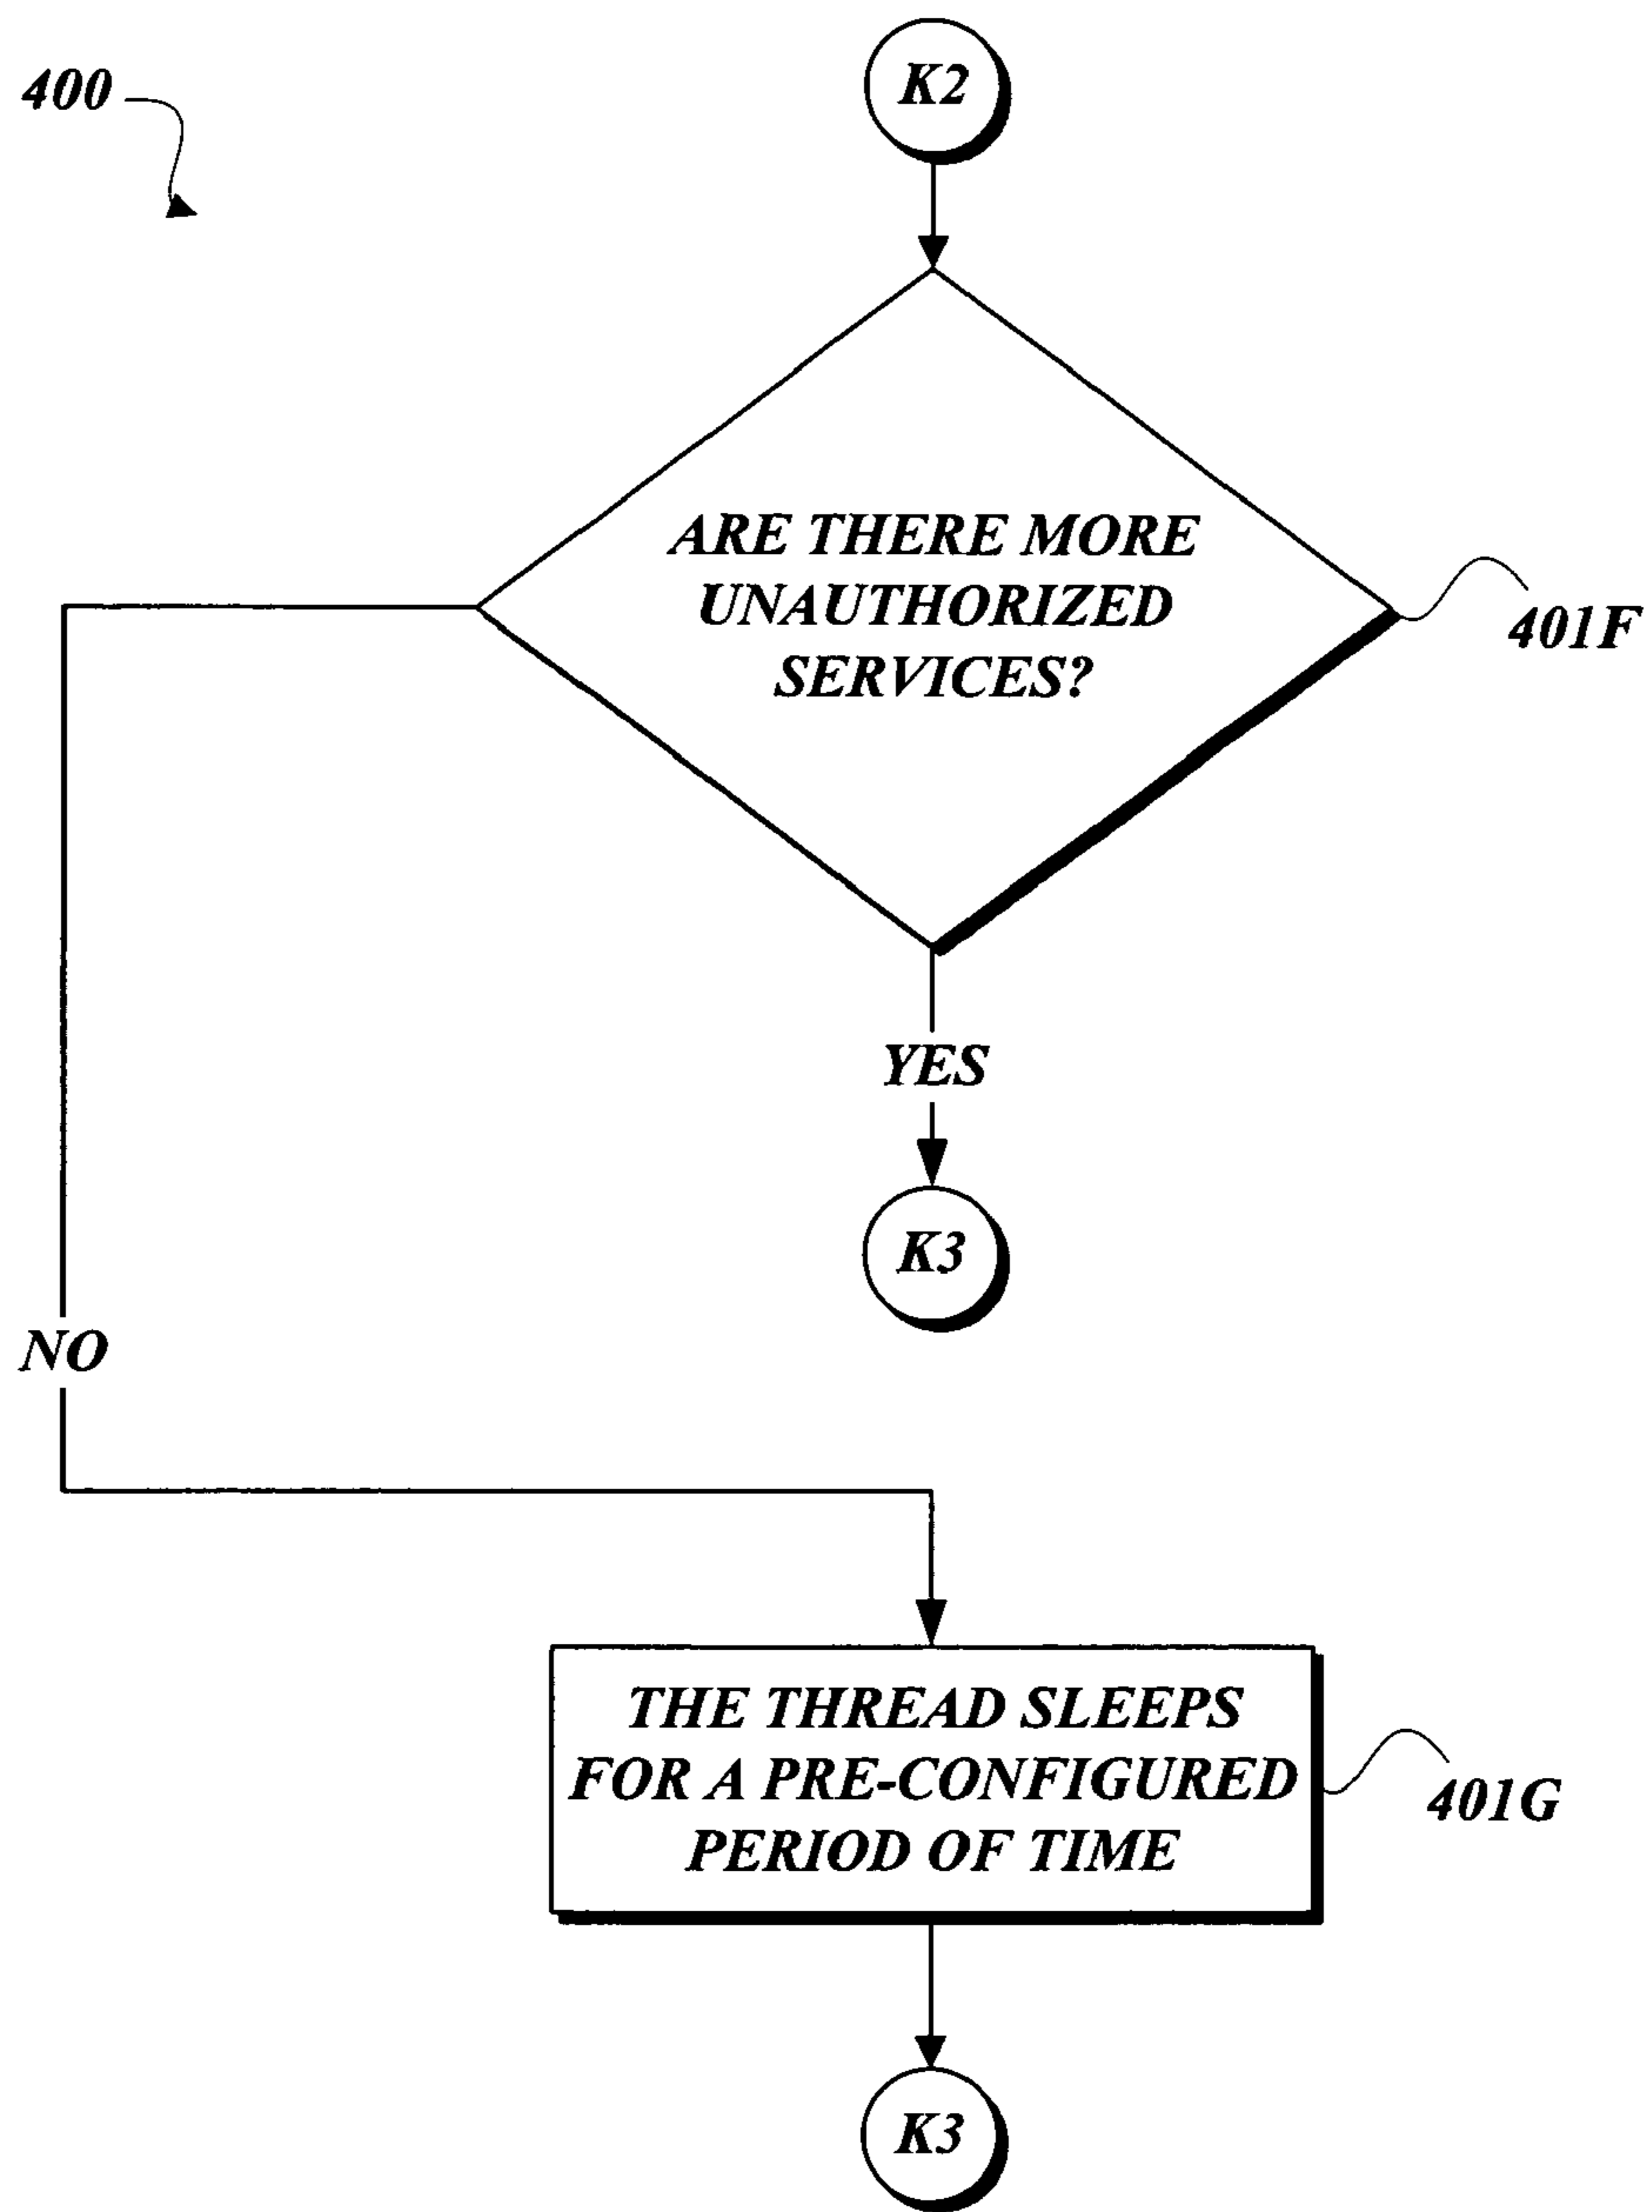 400
K2
ARE THERE MORE
UNAUTHORIZED
SERVICES?
401F
YES
K3
NO
THE THREAD SLEEPS
FOR A PRE-CONFIGURED
PERIOD OF TIME
401G
K3